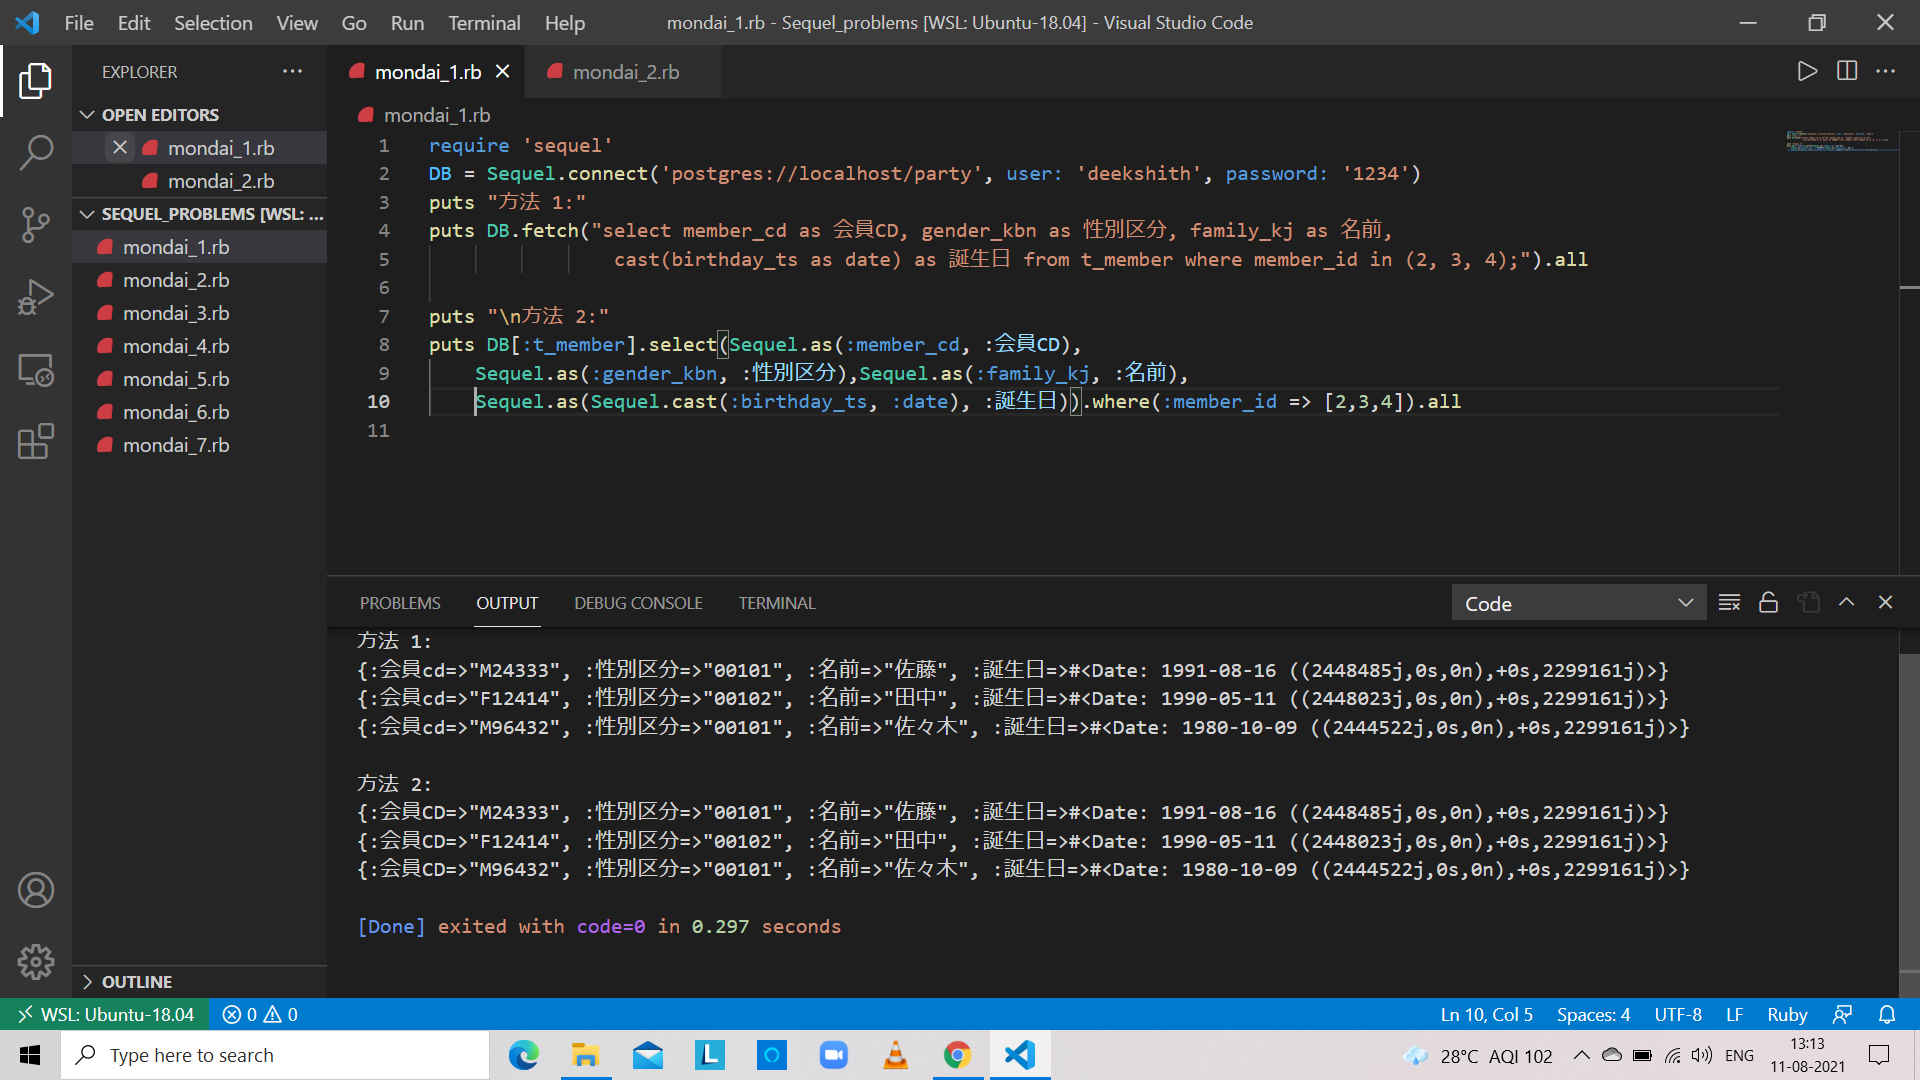 File Edit Selection View Go Run Terminal Help
mondai_1.rb - Sequel_problems [WSL: Ubuntu-18.04] - Visual Studio Code
EXPLORER
OPEN EDITORS
mondai_1.rb
mondai_2.rb
SEQUEL_PROBLEMS [WSL: ...
mondai_1.rb
mondai_2.rb
mondai_3.rb
mondai_4.rb
mondai_5.rb
mondai_6.rb
mondai_7.rb
OUTLINE
mondai_1.rb mondai_2.rb
mondai_1.rb
1 require 'sequel'
2 DB = Sequel.connect('postgres://localhost/party', user: 'deekshith', password: '1234')
3 puts "方法 1:"
4 puts DB.fetch("select member_cd as 会員CD, gender_kbn as 性別区分, family_kj as 名前,
5 cast(birthday_ts as date) as 誕生日 from t_member where member_id in (2, 3, 4);").all
6
7 puts "\n方法 2:"
8 puts DB[:t_member].select(Sequel.as(:member_cd, :会員CD),
9 Sequel.as(:gender_kbn, :性別区分),Sequel.as(:family_kj, :名前),
10 Sequel.as(Sequel.cast(:birthday_ts, :date), :誕生日)).where(:member_id => [2,3,4]).all
11
PROBLEMS OUTPUT DEBUG CONSOLE TERMINAL
Code
方法 1:
{:会員cd=>"M24333", :性別区分=>"00101", :名前=>"佐藤", :誕生日=>#<Date: 1991-08-16 ((2448485j,0s,0n),+0s,2299161j)>}
{:会員cd=>"F12414", :性別区分=>"00102", :名前=>"田中", :誕生日=>#<Date: 1990-05-11 ((2448023j,0s,0n),+0s,2299161j)>}
{:会員cd=>"M96432", :性別区分=>"00101", :名前=>"佐々木", :誕生日=>#<Date: 1980-10-09 ((2444522j,0s,0n),+0s,2299161j)>}
方法 2:
{:会員CD=>"M24333", :性別区分=>"00101", :名前=>"佐藤", :誕生日=>#<Date: 1991-08-16 ((2448485j,0s,0n),+0s,2299161j)>}
{:会員CD=>"F12414", :性別区分=>"00102", :名前=>"田中", :誕生日=>#<Date: 1990-05-11 ((2448023j,0s,0n),+0s,2299161j)>}
{:会員CD=>"M96432", :性別区分=>"00101", :名前=>"佐々木", :誕生日=>#<Date: 1980-10-09 ((2444522j,0s,0n),+0s,2299161j)>}
[Done] exited with code=0 in 0.297 seconds
WSL: Ubuntu-18.04 0 0
Ln 10, Col 5 Spaces: 4 UTF-8 LF Ruby
Type here to search
L
28°C AQI 102
ENG
13:13
11-08-2021